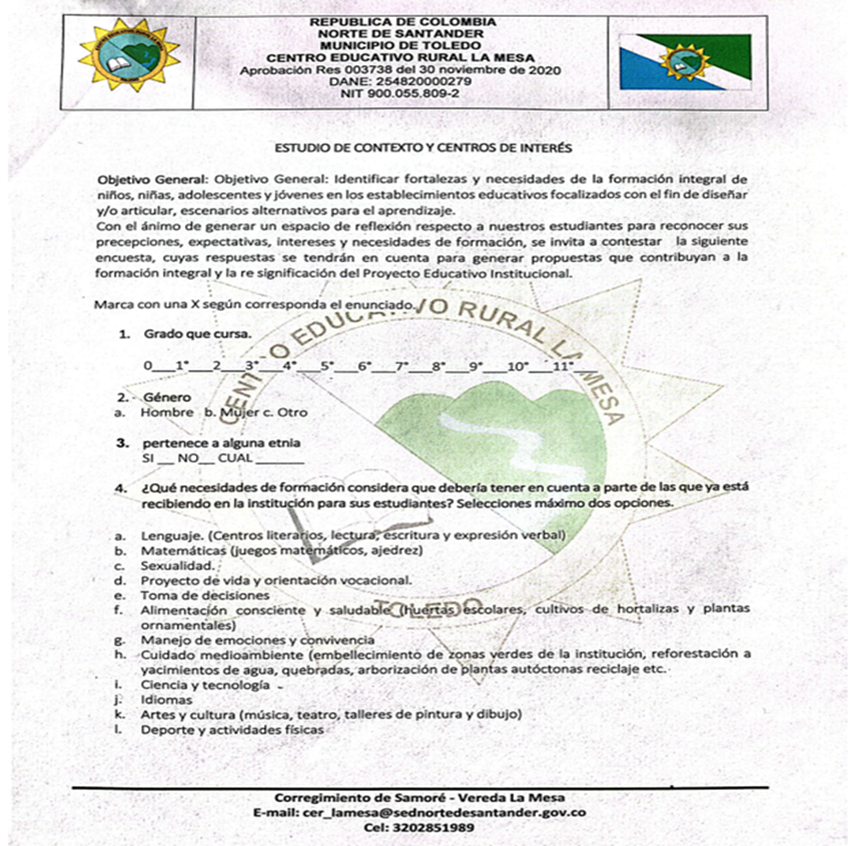 REPUBLICA DE COLOMBIA
NORTE DE SANTANDER
MUNICIPIO DE TOLEDO
CENTRO EDUCATIVO RURAL LA MESA
Aprobación Res 003738 del 30 noviembre de 2020
DANE: 254820000279
NIT 900.055.809-2
ESTUDIO DE CONTEXTO Y CENTROS DE INTERÉS
Objetivo General: Objetivo General: Identificar fortalezas y necesidades de la formación integral de
niños, niñas, adolescentes y jóvenes en los establecimientos educativos focalizados con el fin de diseñar
y/o articular, escenarios alternativos para el aprendizaje.
Con el ánimo de generar un espacio de reflexión respecto a nuestros estudiantes para reconocer sus
precepciones, expectativas, intereses y necesidades de formación, se invita a contestar la siguiente
encuesta, cuyas respuestas se tendrán en cuenta para generar propuestas que contribuyan a la
formación integral y la re significación del Proyecto Educativo Institucional.
Marca con una X según corresponda el enunciado.
CENTRO EDUCATIVO RURAL LA MESA
1. Grado que cursa.
0___1°___2___3°___4°___5°___6°___7°___8°___9°___10°___11°___
2. Género
a. Hombre b. Mujer c. Otro
3. pertenece a alguna etnia
SI __ NO__ CUAL ______
4. ¿Qué necesidades de formación considera que debería tener en cuenta a parte de las que ya está
recibiendo en la institución para sus estudiantes? Selecciones máximo dos opciones.
a. Lenguaje. (Centros literarios, lectura, escritura y expresión verbal)
b. Matemáticas (juegos matemáticos, ajedrez)
c. Sexualidad.
d. Proyecto de vida y orientación vocacional.
e. Toma de decisiones
f. Alimentación consciente y saludable (huertas escolares, cultivos de hortalizas y plantas
ornamentales)
TOLEDO
g. Manejo de emociones y convivencia
h. Cuidado medioambiente (embellecimiento de zonas verdes de la institución, reforestación a
yacimientos de agua, quebradas, arborización de plantas autóctonas reciclaje etc.
i. Ciencia y tecnología
j. Idiomas
k. Artes y cultura (música, teatro, talleres de pintura y dibujo)
l. Deporte y actividades físicas
Corregimiento de Samoré - Vereda La Mesa
E-mail: cer_lamesa@sednortedesantander.gov.co
Cel: 3202851989